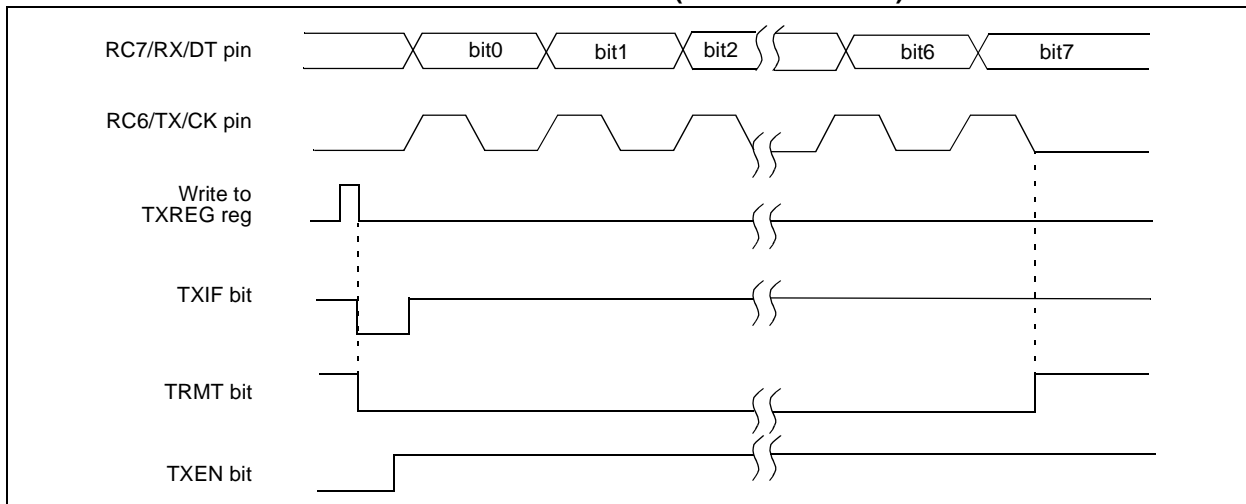 RC7/RX/DT pin
bit0 bit1 bit2 bit6 bit7
RC6/TX/CK pin
Write to
TXREG reg
TXIF bit
TRMT bit
TXEN bit